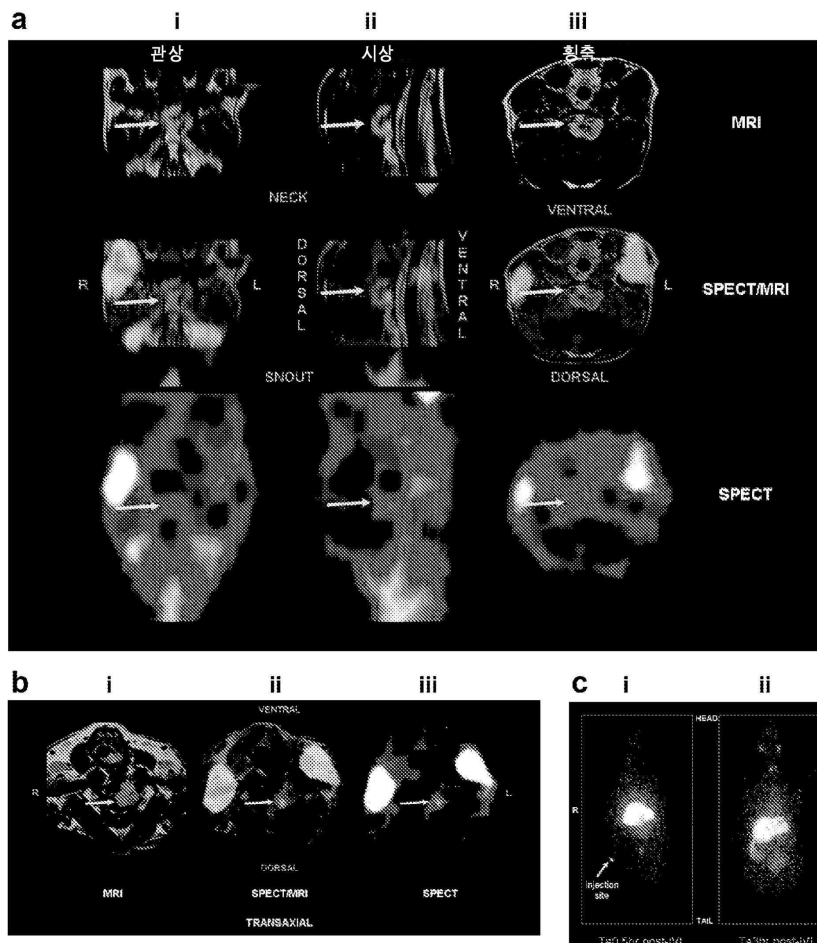 a i ii iii
관상 시상 횡축
MRI
NECK
VENTRAL
DORSAL
VENTRAL
R L
R L
SPECT/MRI
SNOUT
DORSAL
SPECT
b i ii iii
VENTRAL
R L
DORSAL
MRI SPECT/MRI SPECT
TRANSAXIAL
c i ii
HEAD
R
Injection
site
TAIL